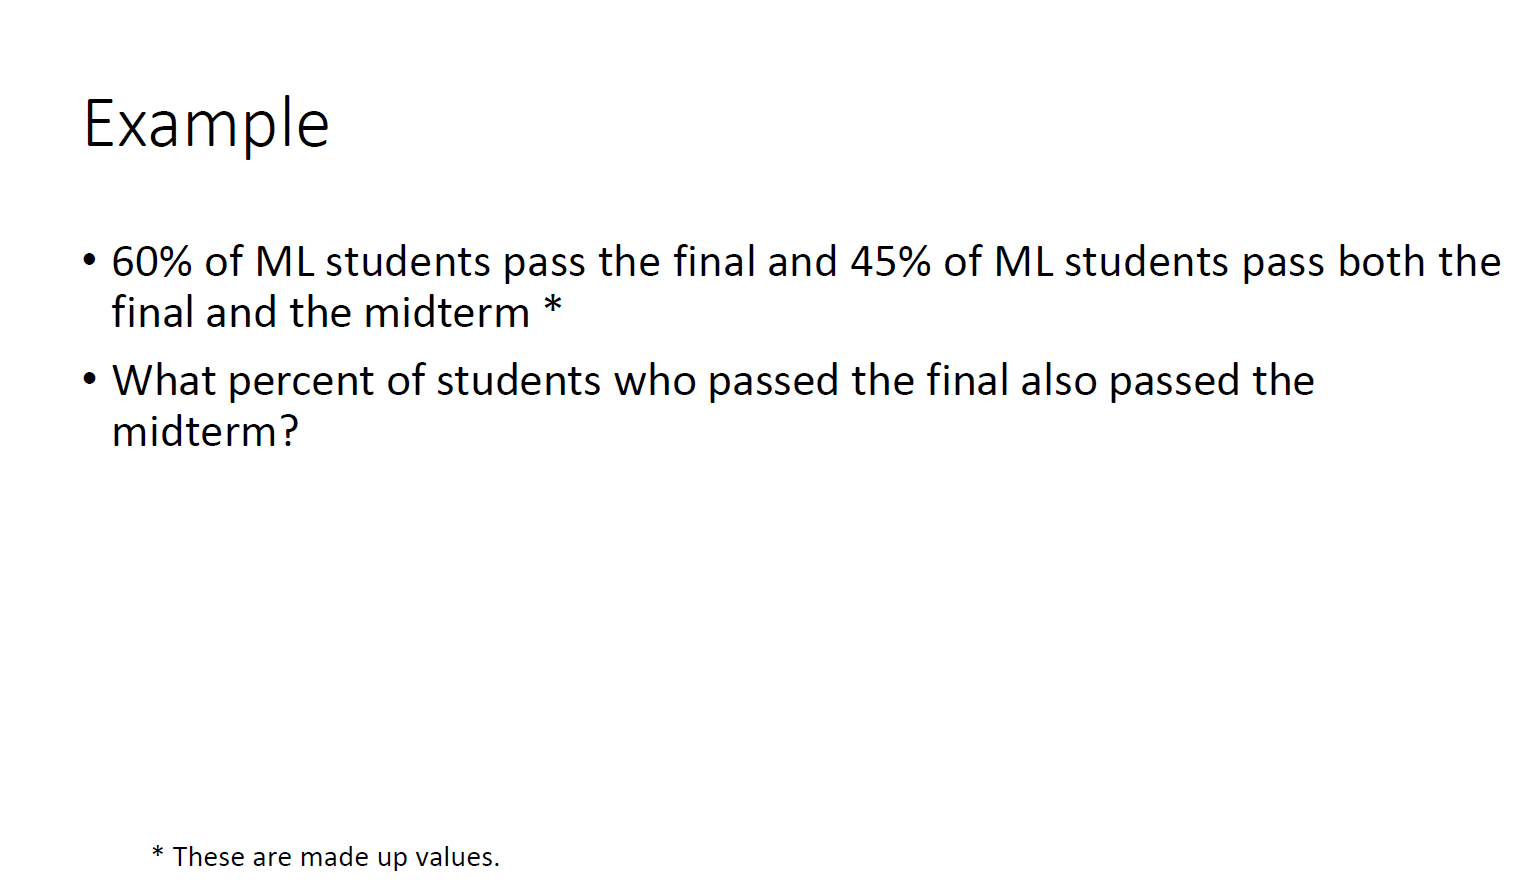 Example
• 60% of ML students pass the final and 45% of ML students pass both the
final and the midterm *
• What percent of students who passed the final also passed the
midterm?
* These are made up values.